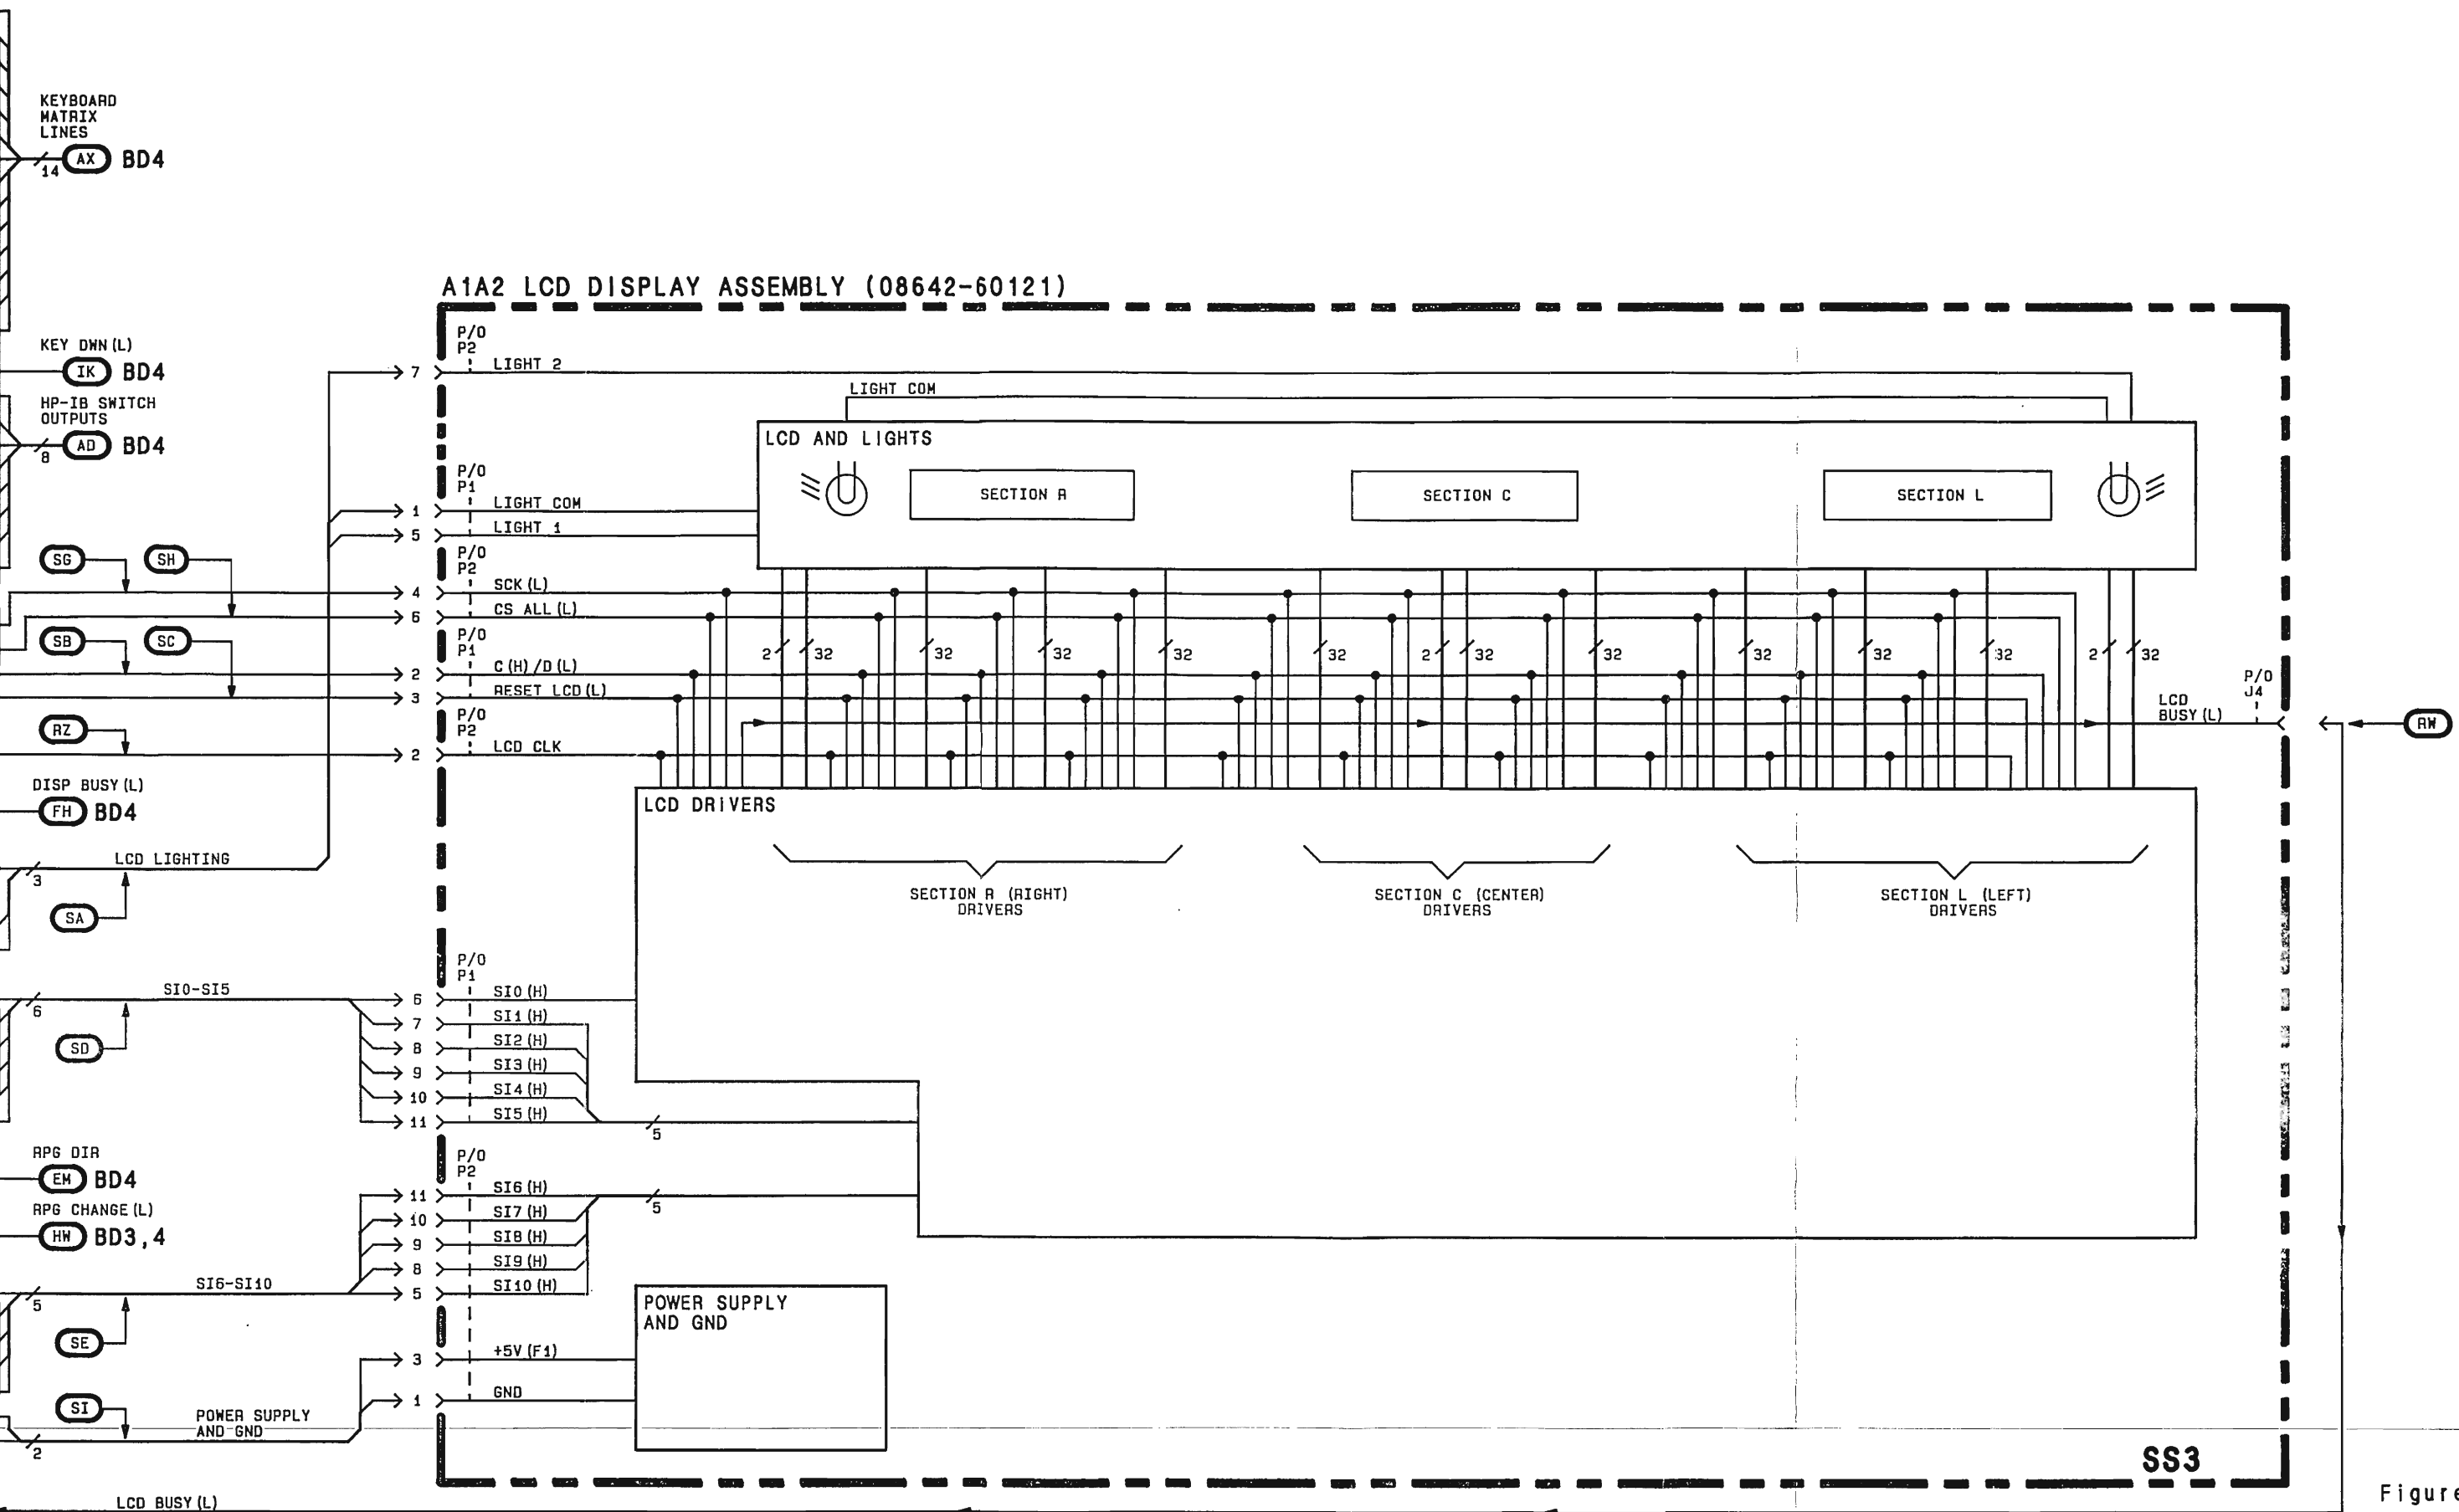 KEYBOARD
MATRIX
LINES
14
AX BD4
KEY DWN(L)
IK BD4
HP-IB SWITCH
OUTPUTS
8
AD BD4
SG
SH
SB
SC
RZ
DISP BUSY(L)
FH BD4
LCD LIGHTING
3
SA
SI0-SI5
6
SD
RPG DIR
EM BD4
RPG CHANGE(L)
HW BD3,4
SI6-SI10
5
SE
SI
POWER SUPPLY
AND GND
2
LCD BUSY(L)
A1A2 LCD DISPLAY ASSEMBLY (08642-60121)
P/O
P2
7 LIGHT 2
LIGHT COM
LCD AND LIGHTS
SECTION R
SECTION C
SECTION L
P/O
P1
1 LIGHT COM
5 LIGHT 1
P/O
P2
4 SCK(L)
6 CS ALL(L)
P/O
P1
2 C(H)/D(L)
3 RESET LCD(L)
P/O
P2
2 LCD CLK
2 32 32 32 32 32 2 32 32 32 32 32 2 32
LCD
BUSY(L)
P/O
J4
RW
LCD DRIVERS
SECTION R (RIGHT)
DRIVERS
SECTION C (CENTER)
DRIVERS
SECTION L (LEFT)
DRIVERS
P/O
P1
6 SI0(H)
7 SI1(H)
8 SI2(H)
9 SI3(H)
10 SI4(H)
11 SI5(H)
5
P/O
P2
11 SI6(H)
10 SI7(H)
9 SI8(H)
8 SI9(H)
5 SI10(H)
5
3 +5V(F1)
1 GND
POWER SUPPLY
AND GND
SS3
Figure